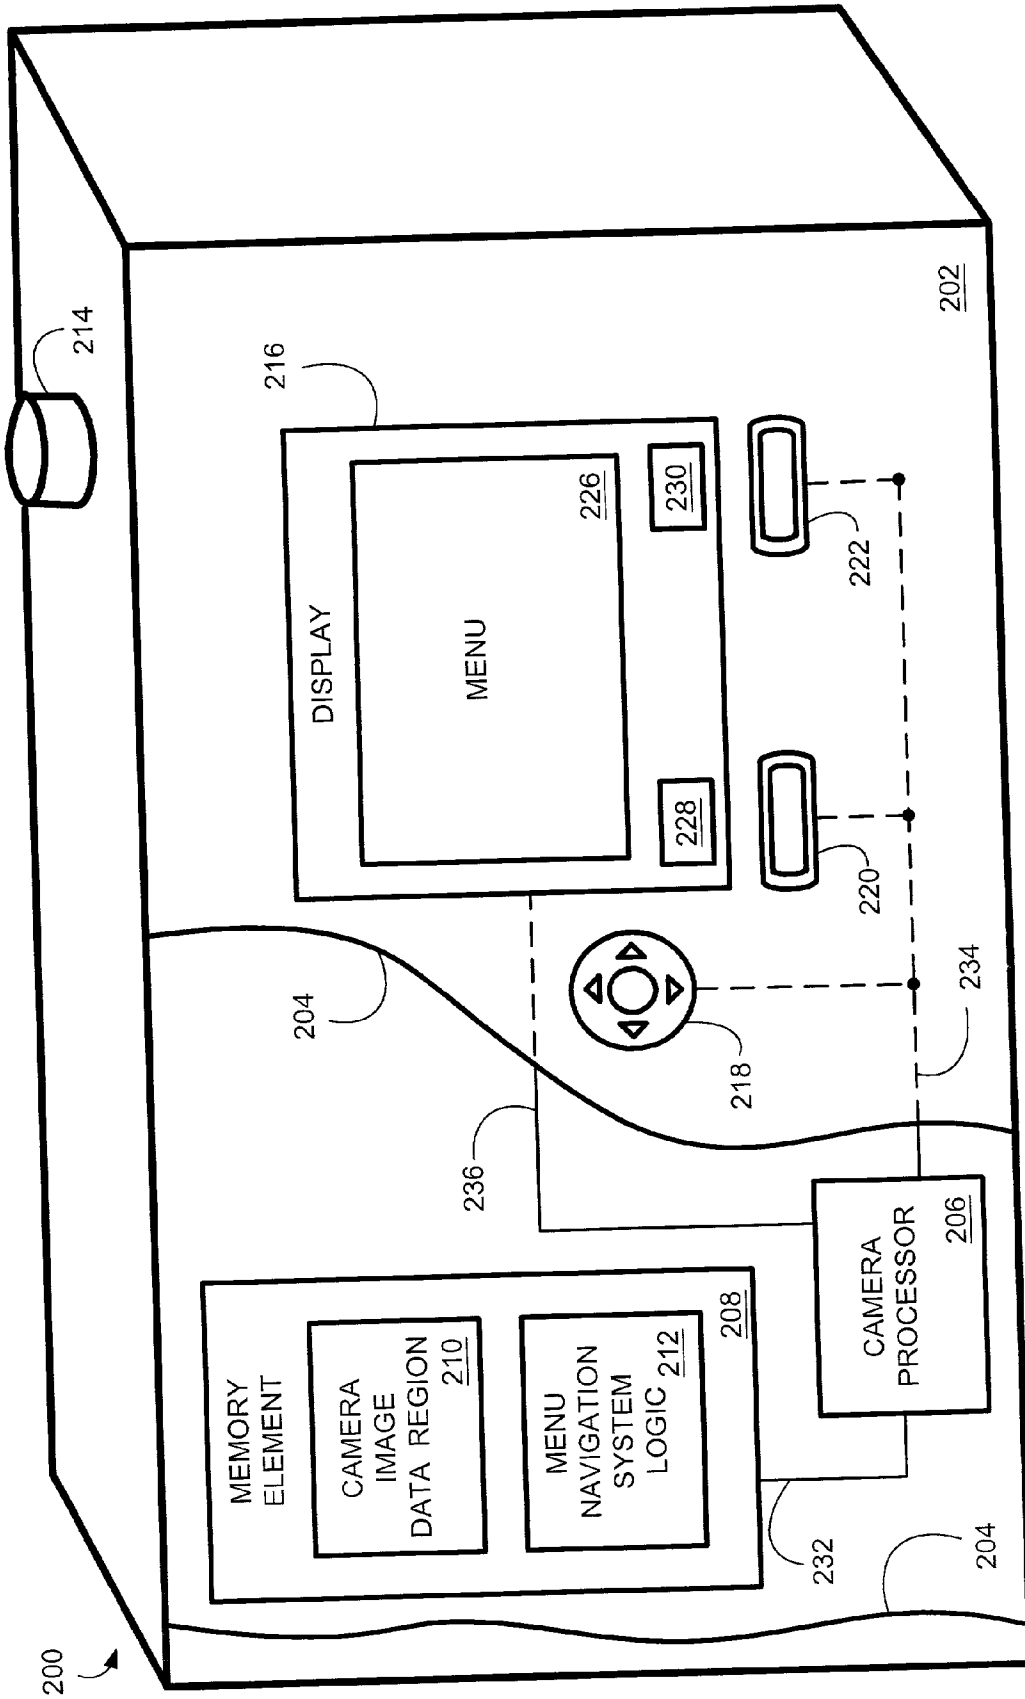 200
214
216
DISPLAY
MENU
226
228
230
202
204
236
218
220
222
234
MEMORY
ELEMENT
CAMERA
IMAGE
DATA REGION
210
MENU
NAVIGATION
SYSTEM
LOGIC
212
208
CAMERA
PROCESSOR
206
232
204